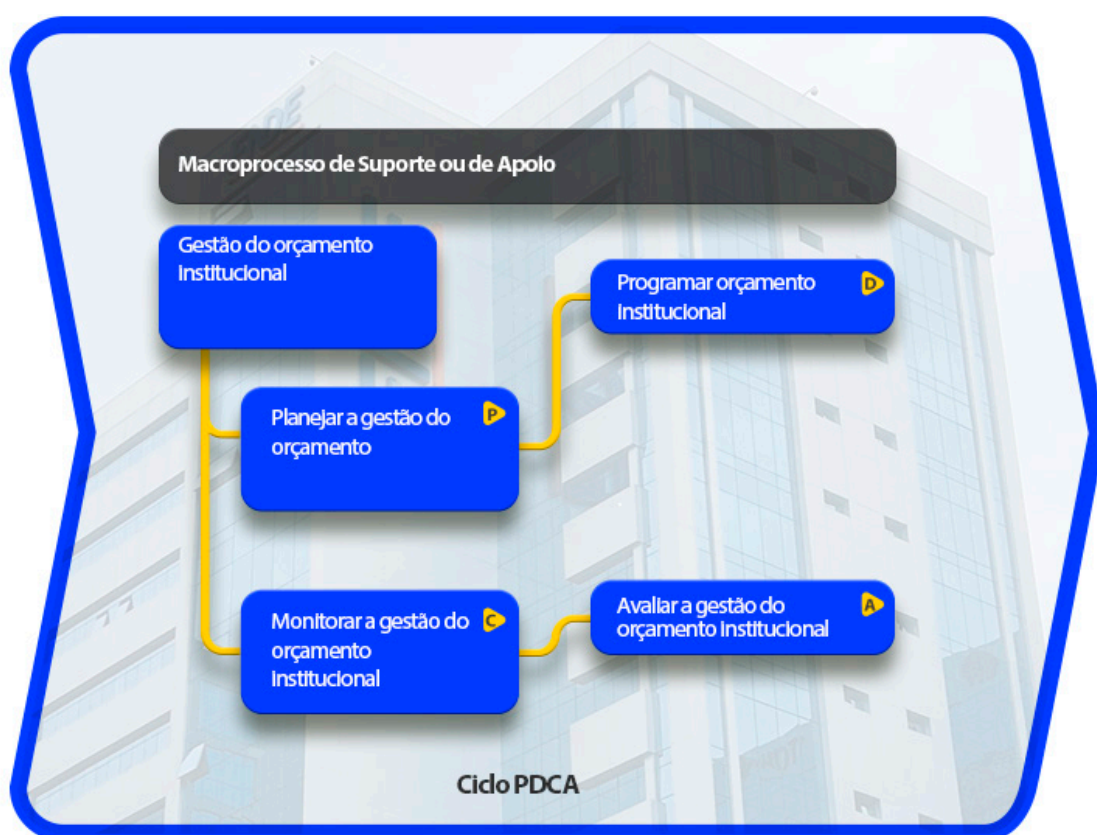 Macroprocesso de Suporte ou de Apoio
Gestão do orçamento
institucional
Programar orçamento
institucional
D
Planejar a gestão do
orçamento
P
Monitorar a gestão do
orçamento
institucional
C
Avaliar a gestão do
orçamento institucional
A
Ciclo PDCA